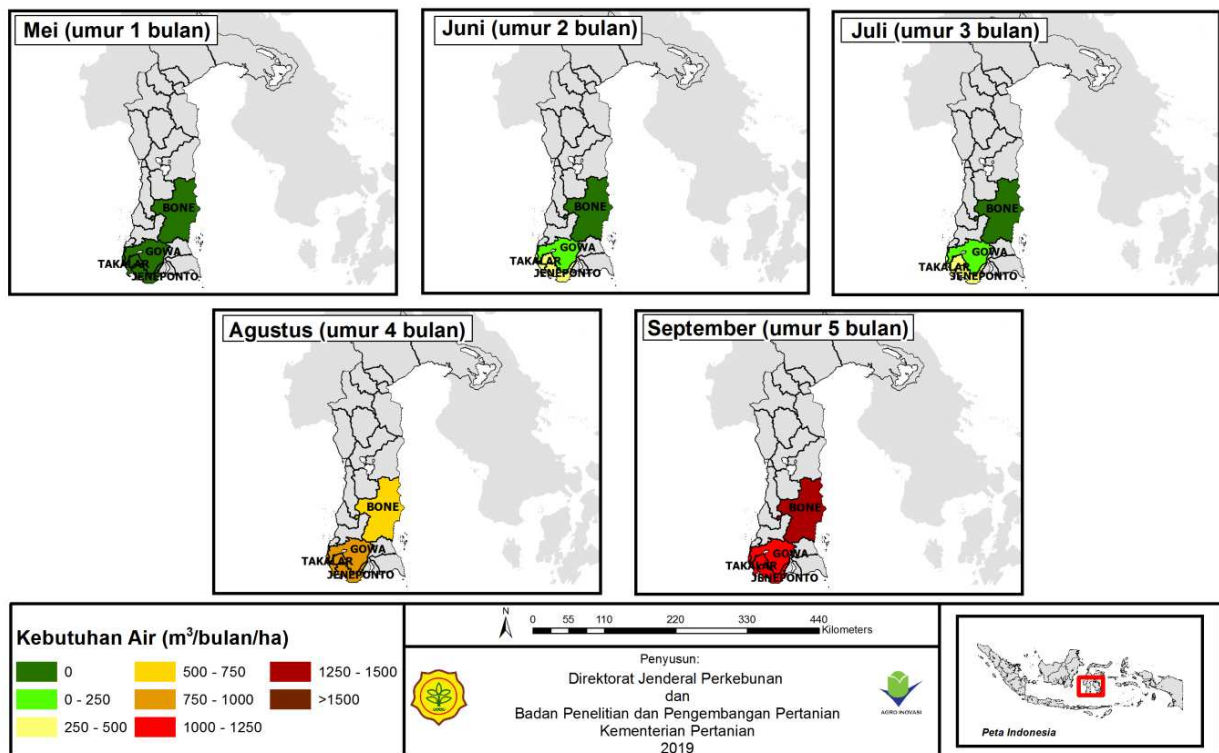 Mei (umur 1 bulan)
BONE
GOWA
TAKALAR
JENEPONTO
Juni (umur 2 bulan)
BONE
GOWA
TAKALAR
JENEPONTO
Juli (umur 3 bulan)
BONE
GOWA
TAKALAR
JENEPONTO
Agustus (umur 4 bulan)
BONE
GOWA
TAKALAR
JENEPONTO
September (umur 5 bulan)
BONE
GOWA
TAKALAR
JENEPONTO
Kebutuhan Air (m³/bulan/ha)
0
0 - 250
250 - 500
500 - 750
750 - 1000
1000 - 1250
1250 - 1500
>1500
N
0 55 110 220 330 440
Kilometers
Penyusun:
Direktorat Jenderal Perkebunan
dan
Badan Penelitian dan Pengembangan Pertanian
Kementerian Pertanian
2019
AGRO INOVASI
Peta Indonesia